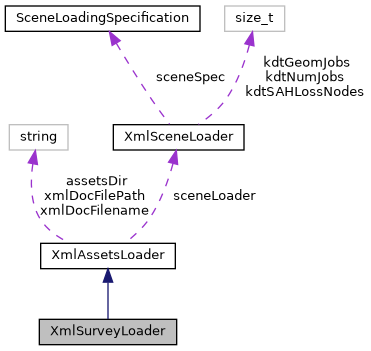 SceneLoadingSpecification
size_t
sceneSpec
kdtGeomJobs
kdtNumJobs
kdtSAHLossNodes
string
XmlSceneLoader
assetsDir
xmlDocFilePath
xmlDocFilename
sceneLoader
XmlAssetsLoader
XmlSurveyLoader